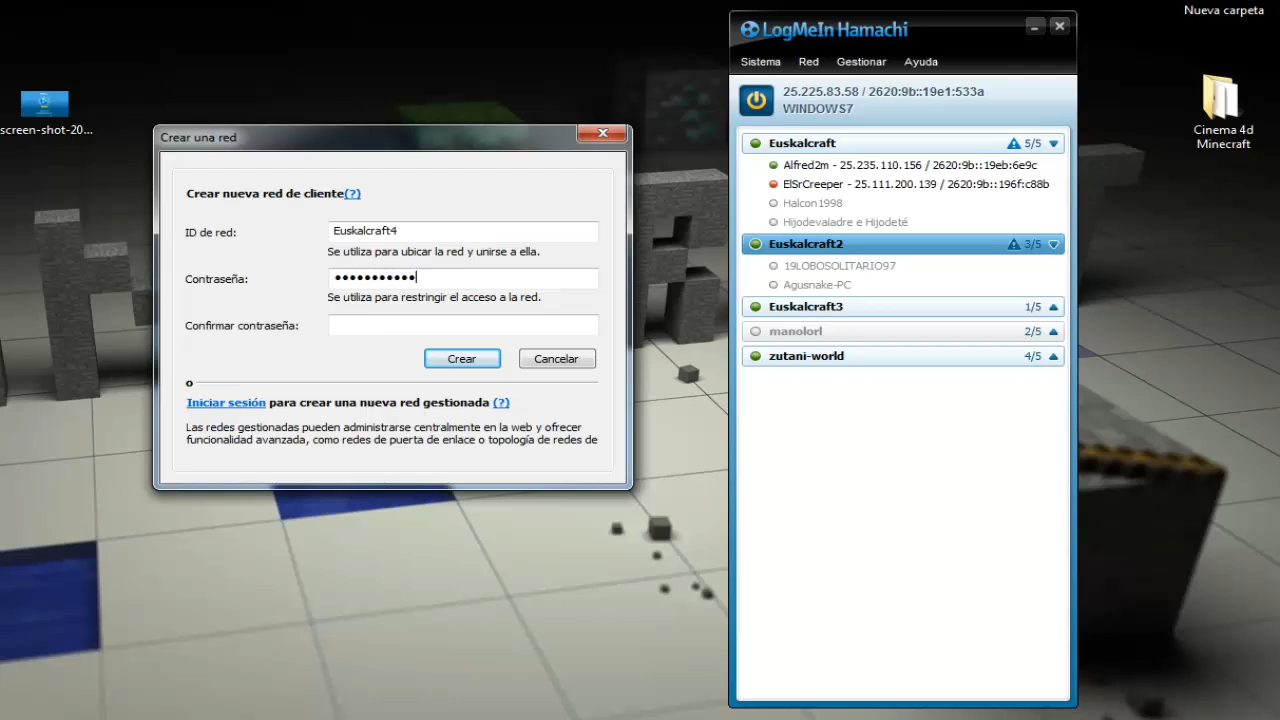 Nueva carpeta
screen-shot-20...
Cinema 4d
Minecraft
Crear una red
Crear nueva red de cliente(?)
ID de red:
Euskalcraft4
Se utiliza para ubicar la red y unirse a ella.
Contraseña:
●●●●●●●●●●●
Se utiliza para restringir el acceso a la red.
Confirmar contraseña:
Crear
Cancelar
o
Iniciar sesión para crear una nueva red gestionada (?)
Las redes gestionadas pueden administrarse centralmente en la web y ofrecer
funcionalidad avanzada, como redes de puerta de enlace o topología de redes de
LogMeIn Hamachi
Sistema Red Gestionar Ayuda
25.225.83.58 / 2620:9b::19e1:533a
WINDOWS7
Euskalcraft 5/5
Alfred2m - 25.235.110.156 / 2620:9b::19eb:6e9c
ElSrCreeper - 25.111.200.139 / 2620:9b::196f:c88b
Halcon1998
Hijodevaladre e Hijodeté
Euskalcraft2 3/5
19LOBOSOLITARIO97
Agusnake-PC
Euskalcraft3 1/5
manolorl 2/5
zutani-world 4/5